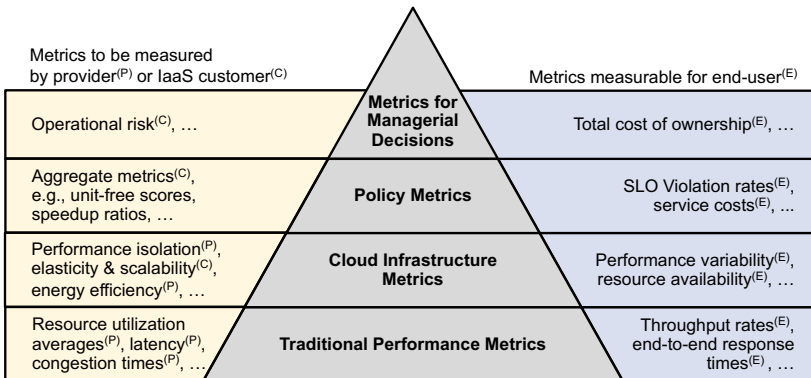 Metrics to be measured
by provider(P) or IaaS customer(C)
Metrics measurable for end-user(E)
Operational risk(C), …
Metrics for
Managerial
Decisions
Total cost of ownership(E), …
Aggregate metrics(C),
e.g., unit-free scores,
speedup ratios, …
Policy Metrics
SLO Violation rates(E),
service costs(E), ...
Performance isolation(P),
elasticity & scalability(C),
energy efficiency(P), …
Cloud Infrastructure
Metrics
Performance variability(E),
resource availability(E), …
Resource utilization
averages(P), latency(P),
congestion times(P), …
Traditional Performance Metrics
Throughput rates(E),
end-to-end response
times(E) , …